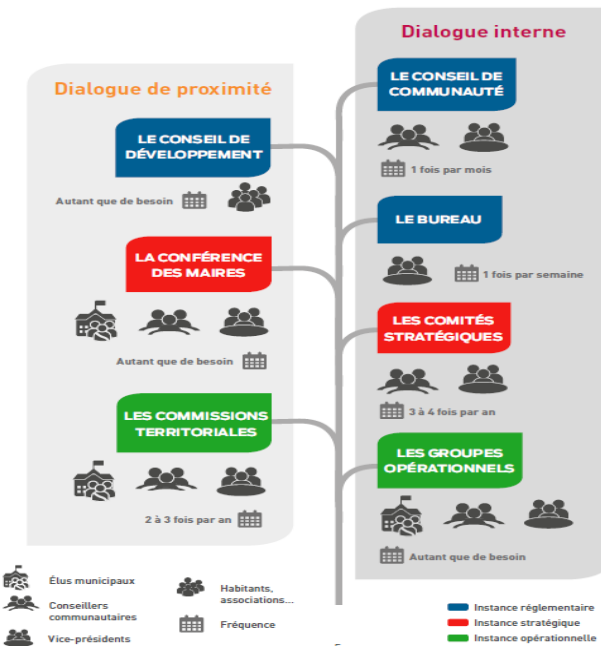 Dialogue de proximité
LE CONSEIL DE
DÉVELOPPEMENT
Autant que de besoin
LA CONFÉRENCE
DES MAIRES
Autant que de besoin
LES COMMISSIONS
TERRITORIALES
2 à 3 fois par an
Dialogue interne
LE CONSEIL DE
COMMUNAUTÉ
1 fois par mois
LE BUREAU
1 fois par semaine
LES COMITÉS
STRATÉGIQUES
3 à 4 fois par an
LES GROUPES
OPÉRATIONNELS
Autant que de besoin
Élus municipaux
Conseillers
communautaires
Vice-présidents
Habitants,
associations...
Fréquence
Instance réglementaire
Instance stratégique
Instance opérationnelle